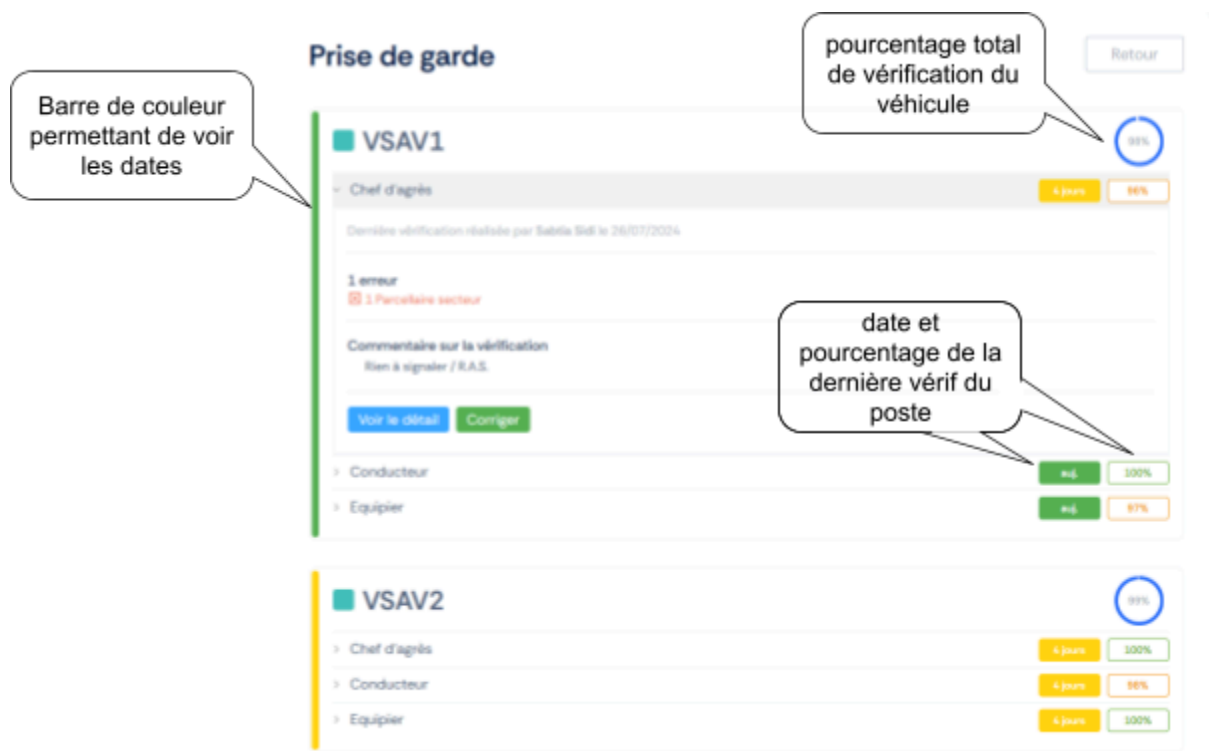 pourcentage total
de vérification du
véhicule
Prise de garde
Retour
Barre de couleur
permettant de voir
les dates
VSAV1
Chef d'agrès
4 jours
96%
Dernière vérification réalisée par Sabtia Sidi le 26/07/2024
1 erreur
1 Parcellaire secteur
date et
pourcentage de la
dernière vérif du
poste
Commentaire sur la vérification
Rien à signaler / R.A.S.
Voir le détail
Corriger
Conducteur
auj.
100%
Equipier
auj.
97%
VSAV2
99%
Chef d'agrès
4 jours
100%
Conducteur
4 jours
98%
Equipier
4 jours
100%